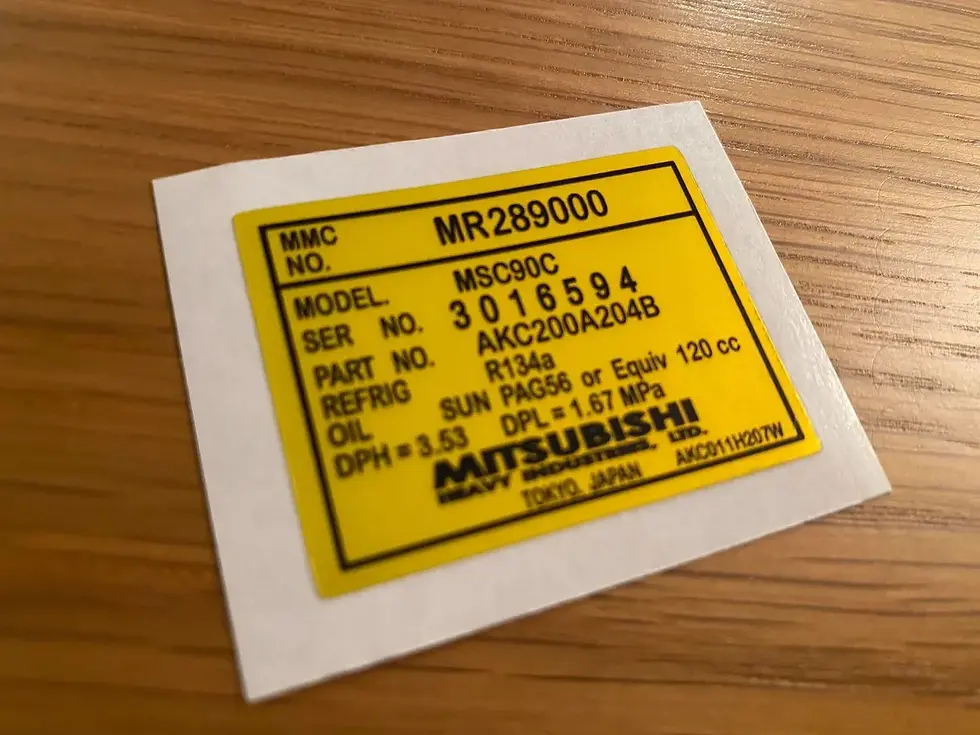 MMC NO. MR289000
MODEL. MSC90C
SER NO. 3016594
PART NO. AKC200A204B
REFRIG R134a
OIL SUN PAG56 or Equiv 120 cc
DPH = 3.53 DPL = 1.67 MPa
MITSUBISHI
HEAVY INDUSTRIES, LTD.
TOKYO, JAPAN AKC011H207W